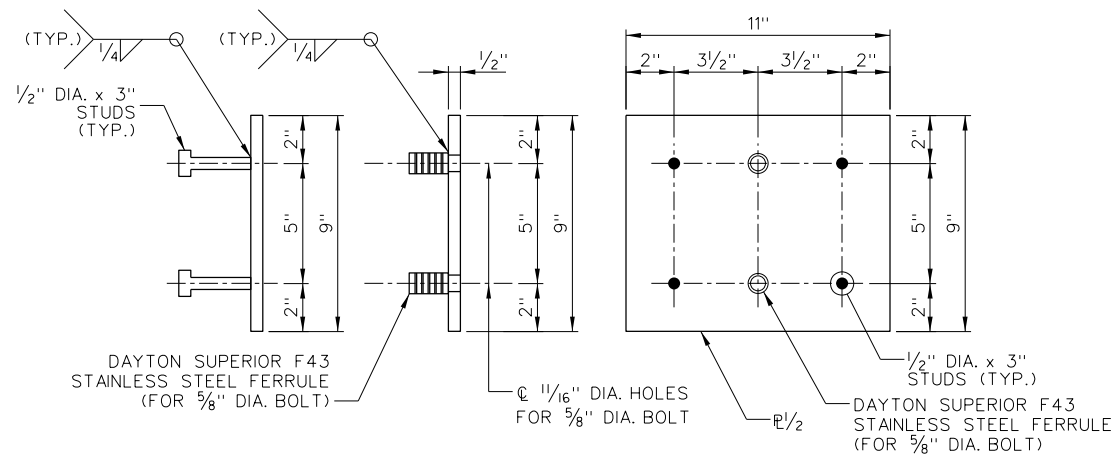 (TYP.)
1/4
1/2" DIA. x 3"
STUDS
(TYP.)
2"
5"
9"
2"
DAYTON SUPERIOR F43
STAINLESS STEEL FERRULE
(FOR 5/8" DIA. BOLT)
(TYP.)
1/4
1/2"
2"
5"
9"
2"
℄ 11/16" DIA. HOLES
FOR 5/8" DIA. BOLT
11"
2"
3 1/2"
3 1/2"
2"
2"
5"
9"
2"
1/2" DIA. x 3"
STUDS (TYP.)
DAYTON SUPERIOR F43
STAINLESS STEEL FERRULE
(FOR 5/8" DIA. BOLT)
PL 1/2